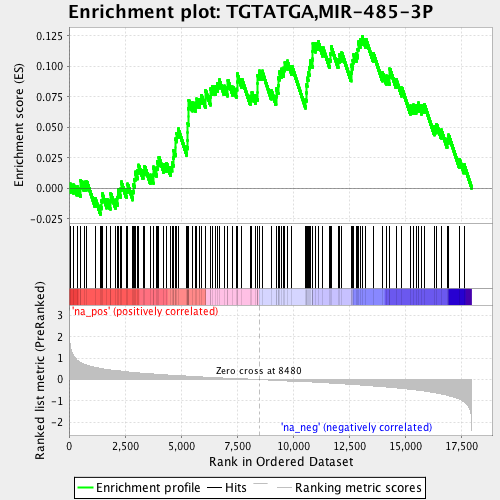 Enrichment plot: TGTATGA,MIR-485-3P
Enrichment score (ES)
0.125
0.100
0.075
0.050
0.025
0.000
-0.025
'na_pos' (positively correlated)
Ranked list metric (PreRanked)
3
2
1
0
-1
-2
Zero cross at 8480
'na_neg' (negatively correlated)
0
2,500
5,000
7,500
10,000
12,500
15,000
17,500
Rank in Ordered Dataset
Enrichment profile
Hits
Ranking metric scores